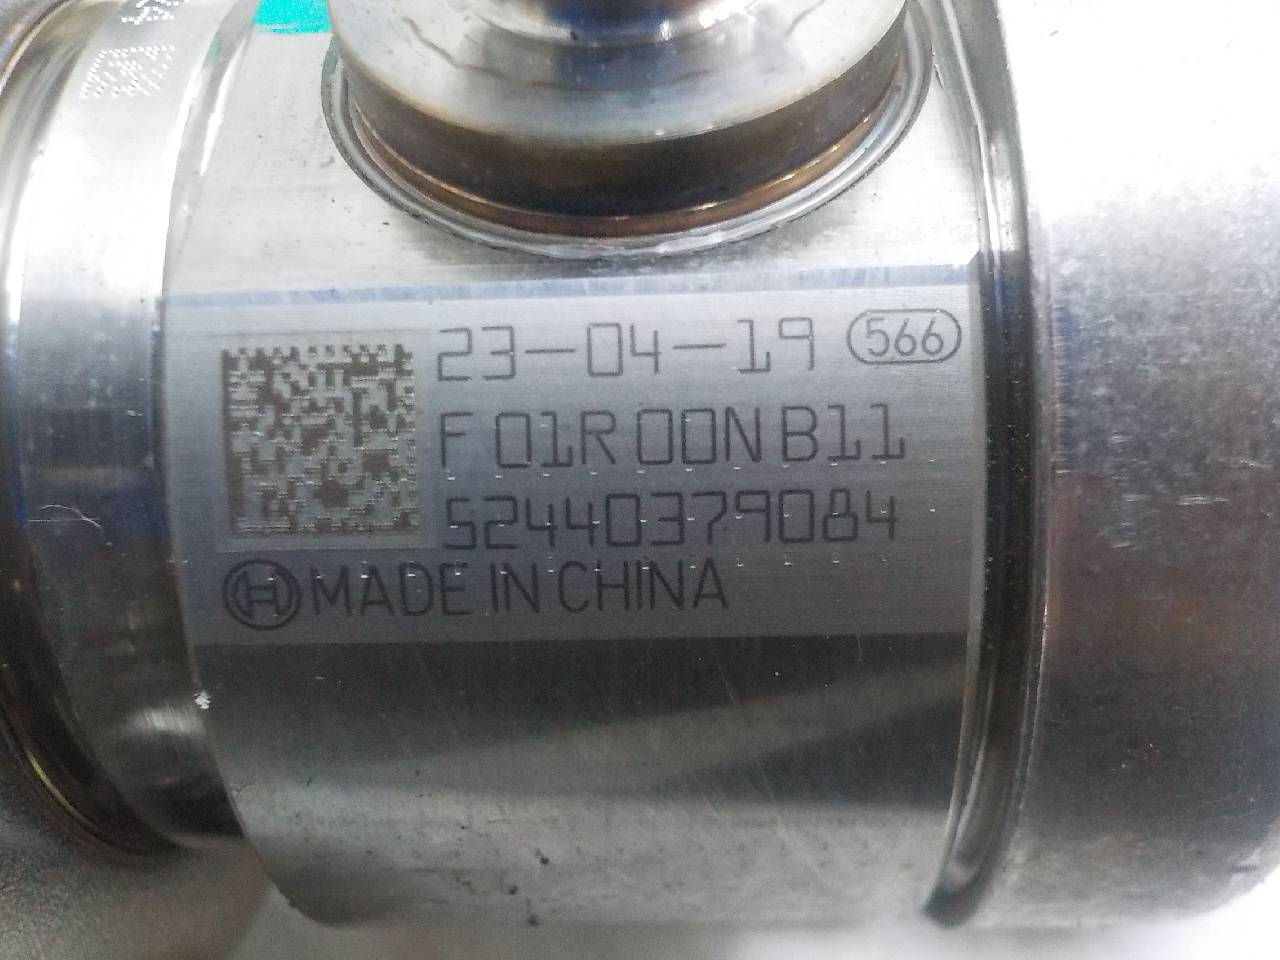 23-04-19 566
F 01R 00N B11
52440379084
MADE IN CHINA